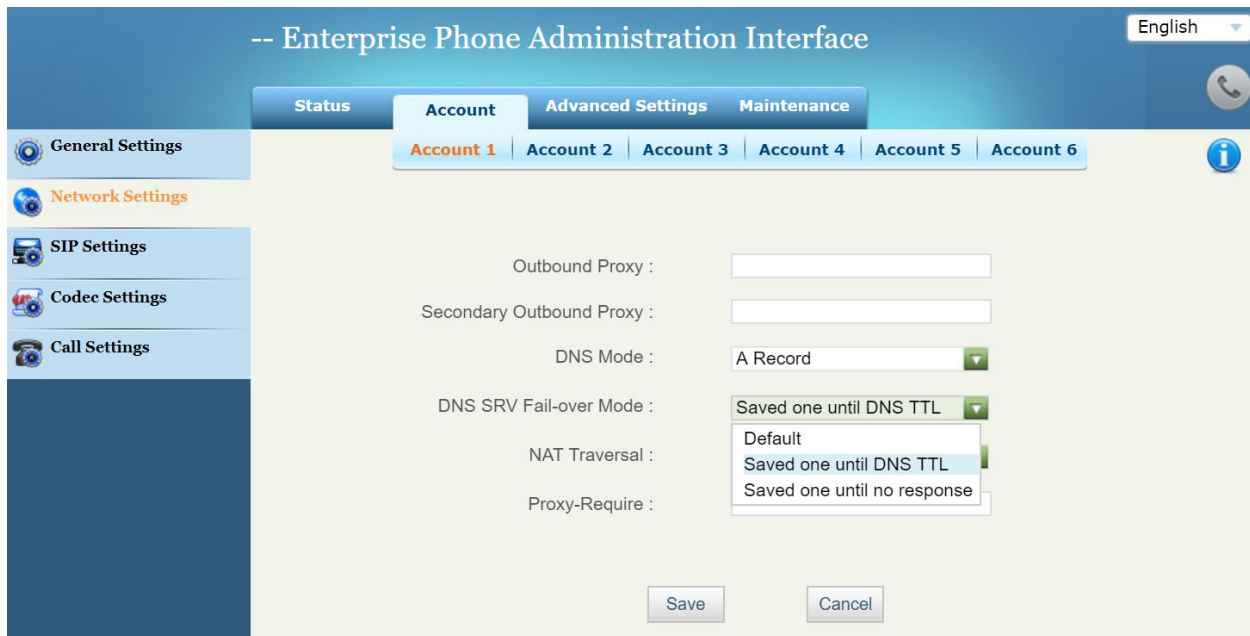 -- Enterprise Phone Administration Interface
English
Status
Account
Advanced Settings
Maintenance
General Settings
Network Settings
SIP Settings
Codec Settings
Call Settings
Account 1
Account 2
Account 3
Account 4
Account 5
Account 6
Outbound Proxy :
Secondary Outbound Proxy :
DNS Mode :
A Record
DNS SRV Fail-over Mode :
Saved one until DNS TTL
Default
Saved one until DNS TTL
Saved one until no response
NAT Traversal :
Proxy-Require :
Save
Cancel